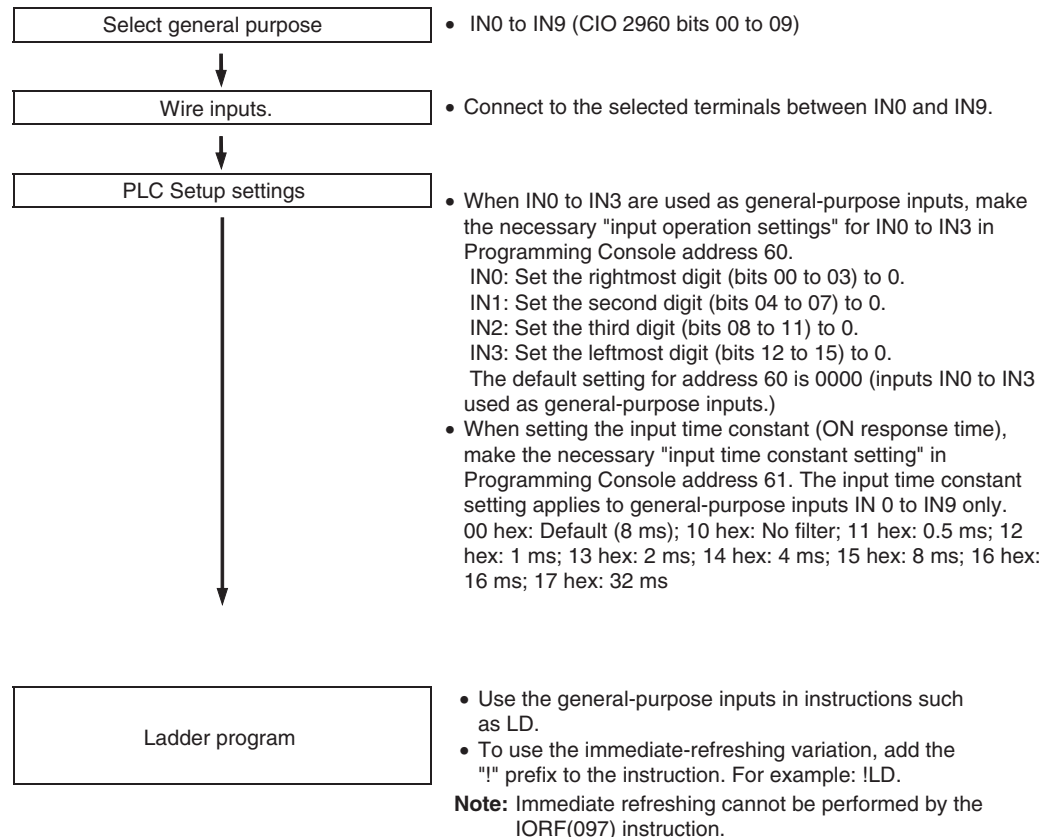 Select general purpose
• IN0 to IN9 (CIO 2960 bits 00 to 09)
Wire inputs.
• Connect to the selected terminals between IN0 and IN9.
PLC Setup settings
• When IN0 to IN3 are used as general-purpose inputs, make
the necessary "input operation settings" for IN0 to IN3 in
Programming Console address 60.
IN0: Set the rightmost digit (bits 00 to 03) to 0.
IN1: Set the second digit (bits 04 to 07) to 0.
IN2: Set the third digit (bits 08 to 11) to 0.
IN3: Set the leftmost digit (bits 12 to 15) to 0.
The default setting for address 60 is 0000 (inputs IN0 to IN3
used as general-purpose inputs.)
• When setting the input time constant (ON response time),
make the necessary "input time constant setting" in
Programming Console address 61. The input time constant
setting applies to general-purpose inputs IN 0 to IN9 only.
00 hex: Default (8 ms); 10 hex: No filter; 11 hex: 0.5 ms; 12
hex: 1 ms; 13 hex: 2 ms; 14 hex: 4 ms; 15 hex: 8 ms; 16 hex:
16 ms; 17 hex: 32 ms
Ladder program
• Use the general-purpose inputs in instructions such
as LD.
• To use the immediate-refreshing variation, add the
"!" prefix to the instruction. For example: !LD.
Note: Immediate refreshing cannot be performed by the
IORF(097) instruction.